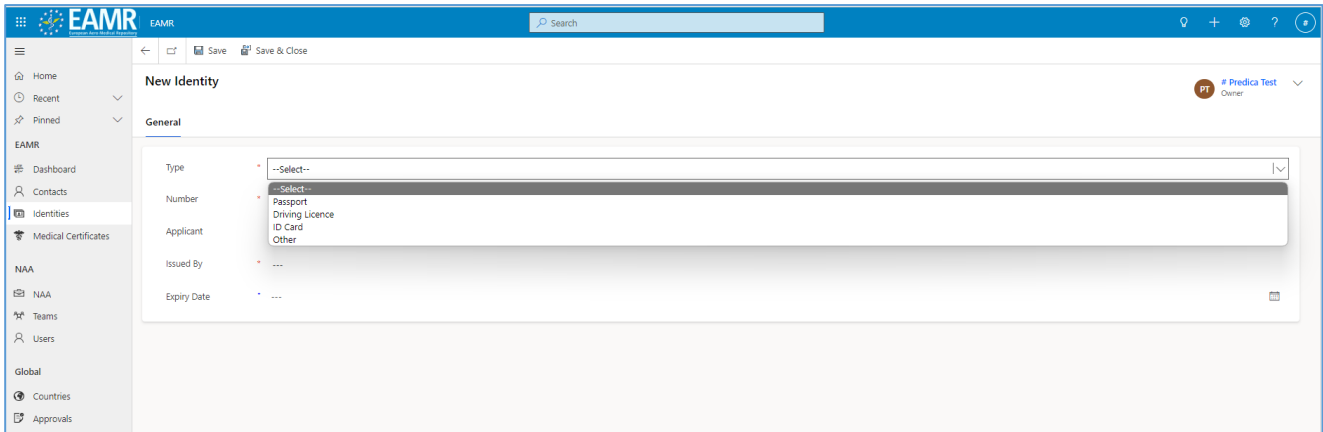 EAMR
European Aero Medical Repository
EAMR
Search
?
#
Save
Save & Close
Home
Recent
Pinned
EAMR
Dashboard
Contacts
Identities
Medical Certificates
NAA
NAA
Teams
Users
Global
Countries
Approvals
New Identity
PT
# Predica Test
Owner
General
Type * --Select--
--Select--
Passport
Driving Licence
ID Card
Other
Number *
Applicant
Issued By * ---
Expiry Date * ---